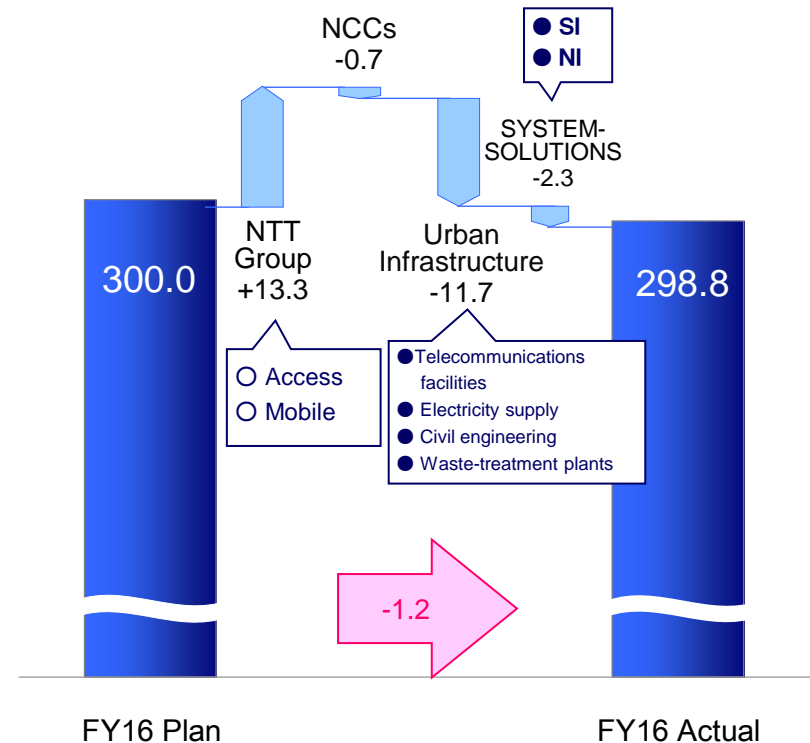 NCCs
-0.7
● SI
● NI
SYSTEM-
SOLUTIONS
-2.3
300.0
NTT
Group
+13.3
Urban
Infrastructure
-11.7
298.8
○ Access
○ Mobile
●Telecommunications
facilities
● Electricity supply
● Civil engineering
● Waste-treatment plants
-1.2
FY16 Plan
FY16 Actual